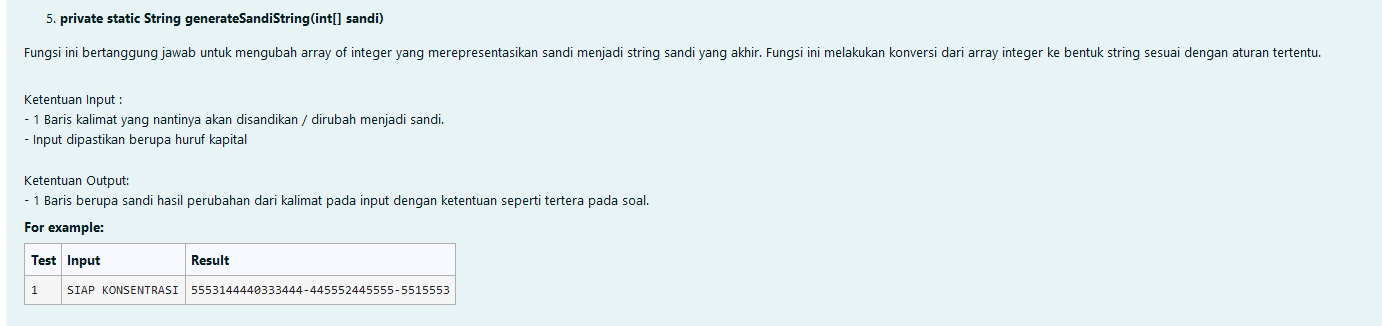 5. private static String generateSandiString(int[] sandi)
Fungsi ini bertanggung jawab untuk mengubah array of integer yang merepresentasikan sandi menjadi string sandi yang akhir. Fungsi ini melakukan konversi dari array integer ke bentuk string sesuai dengan aturan tertentu.
Ketentuan Input :
- 1 Baris kalimat yang nantinya akan disandikan / dirubah menjadi sandi.
- Input dipastikan berupa huruf kapital
Ketentuan Output:
- 1 Baris berupa sandi hasil perubahan dari kalimat pada input dengan ketentuan seperti tertera pada soal.
For example:
Test Input Result
1 SIAP KONSENTRASI 5553144440333444-445552445555-5515553